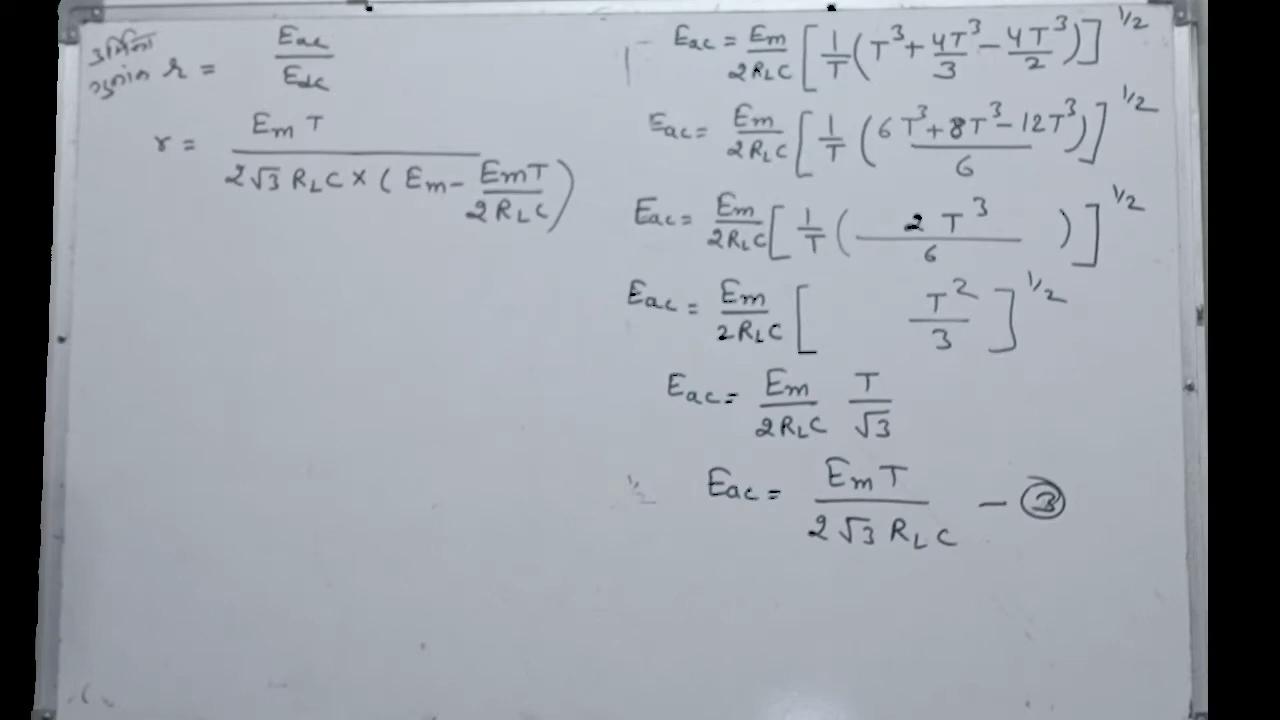 ઉર્મિકા
ગુણાંક r = Eac / Edc
r = Em T / 2√3 RLC × ( Em - EmT / 2RLC )
Eac = Em / 2RLC [ 1/T ( T³ + 4T³/3 - 4T³/2 ) ]^1/2
Eac = Em / 2RLC [ 1/T ( 6T³ + 8T³ - 12T³ / 6 ) ]^1/2
Eac = Em / 2RLC [ 1/T ( 2T³ / 6 ) ]^1/2
Eac = Em / 2RLC [ T² / 3 ]^1/2
Eac = Em / 2RLC T / √3
Eac = EmT / 2√3 RLC - ③